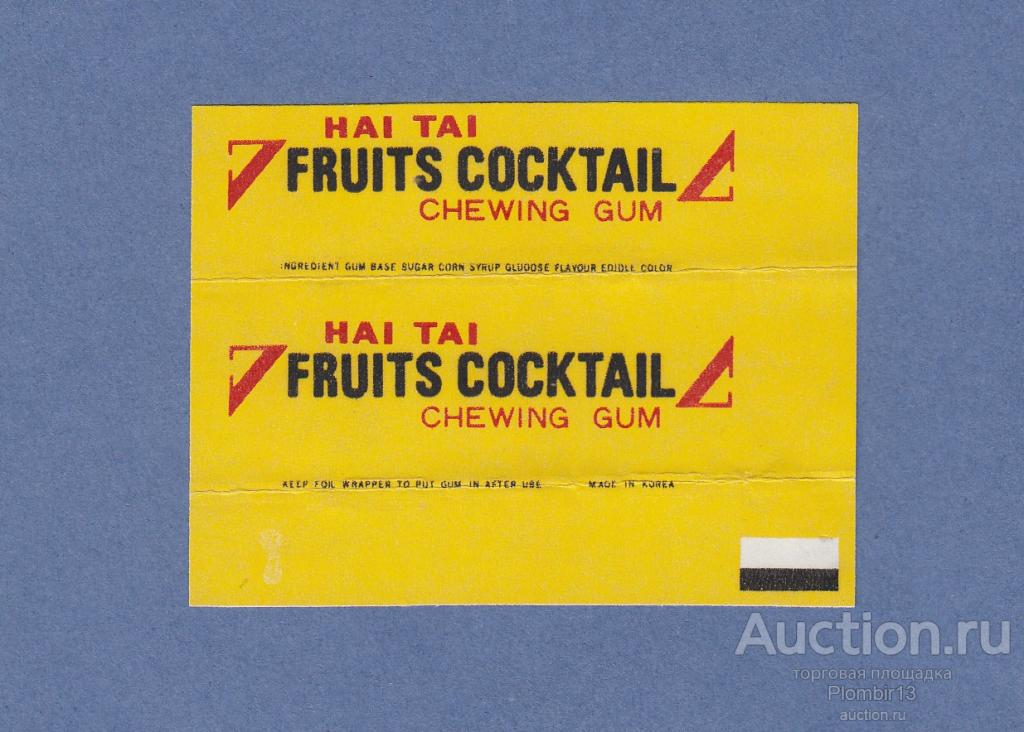 HAI TAI
FRUITS COCKTAIL
CHEWING GUM
INGREDIENT GUM BASE SUGAR CORN SYRUP GLUDOSE FLAVOUR EDIDLE COLOR
HAI TAI
FRUITS COCKTAIL
CHEWING GUM
KEEP FOIL WRAPPER TO PUT GUM IN AFTER USE MADE IN KOREA
Auction.ru
торговая площадка
Plombir13
auction.ru